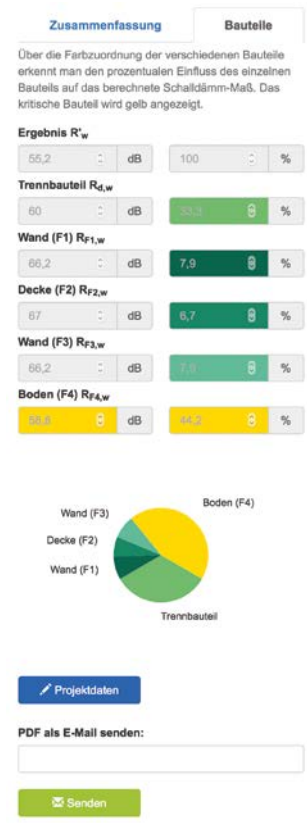 Zusammenfassung Bauteile
Über die Farbzuordnung der verschiedenen Bauteile
erkennt man den prozentualen Einfluss des einzelnen
Bauteils auf das berechnete Schalldämm-Maß. Das
kritische Bauteil wird gelb angezeigt.
Ergebnis R'w
55,2 dB 100 %
Trennbauteil Rd,w
60 dB 33,3 %
Wand (F1) RF1,w
66,2 dB 7,9 %
Decke (F2) RF2,w
67 dB 6,7 %
Wand (F3) RF3,w
66,2 dB 7,9 %
Boden (F4) RF4,w
58,8 dB 44,2 %
Boden (F4)
Wand (F3)
Decke (F2)
Wand (F1)
Trennbauteil
Projektdaten
PDF als E-Mail senden:
Senden